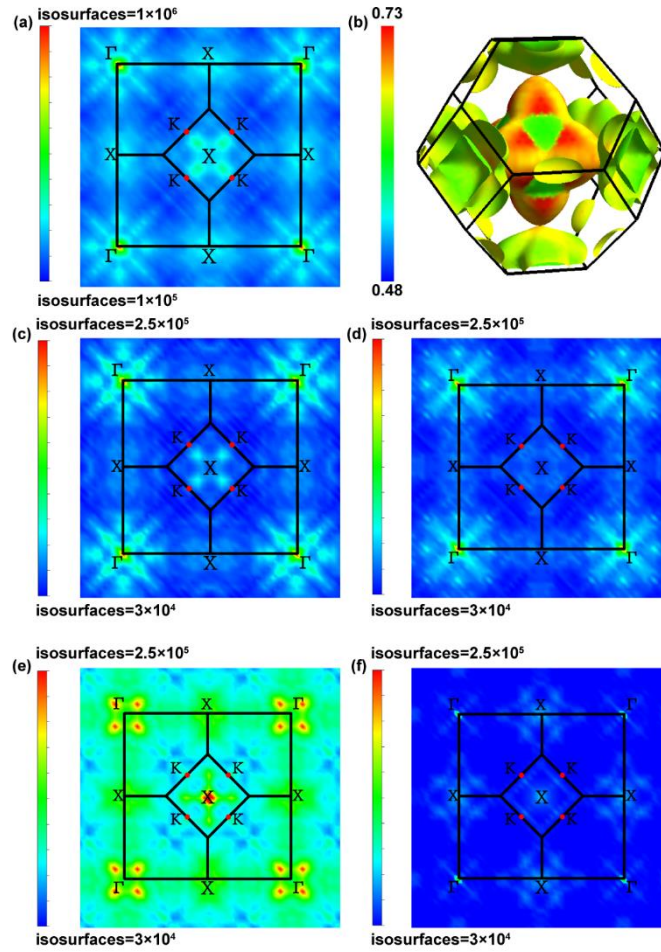 (a)
isosurfaces=1×10⁶
Γ X Γ
K K
X X X
K K
Γ X Γ
isosurfaces=1×10⁵
(b)
0.73
0.48
(c)
isosurfaces=2.5×10⁵
Γ X Γ
K K
X X X
K K
Γ X Γ
isosurfaces=3×10⁴
(d)
isosurfaces=2.5×10⁵
Γ X Γ
K K
X X X
K K
Γ X Γ
isosurfaces=3×10⁴
(e)
isosurfaces=2.5×10⁵
Γ X Γ
K K
X X X
K K
Γ X Γ
isosurfaces=3×10⁴
(f)
isosurfaces=2.5×10⁵
Γ X Γ
K K
X X X
K K
Γ X Γ
isosurfaces=3×10⁴